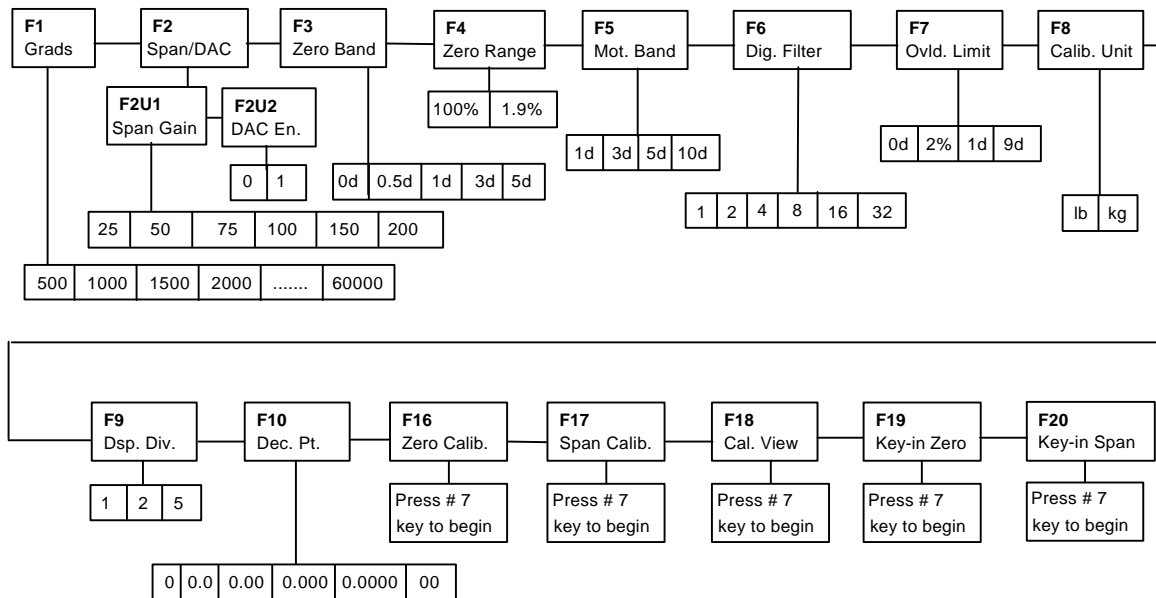 F1
Grads
F2
Span/DAC
F3
Zero Band
F4
Zero Range
F5
Mot. Band
F6
Dig. Filter
F7
Ovld. Limit
F8
Calib. Unit
F2U1
Span Gain
F2U2
DAC En.
100% 1.9%
1d 3d 5d 10d
0d 2% 1d 9d
0 1
0d 0.5d 1d 3d 5d
1 2 4 8 16 32
lb kg
25 50 75 100 150 200
500 1000 1500 2000 ....... 60000
F9
Dsp. Div.
F10
Dec. Pt.
F16
Zero Calib.
F17
Span Calib.
F18
Cal. View
F19
Key-in Zero
F20
Key-in Span
1 2 5
Press # 7
key to begin
Press # 7
key to begin
Press # 7
key to begin
Press # 7
key to begin
Press # 7
key to begin
0 0.0 0.00 0.000 0.0000 00